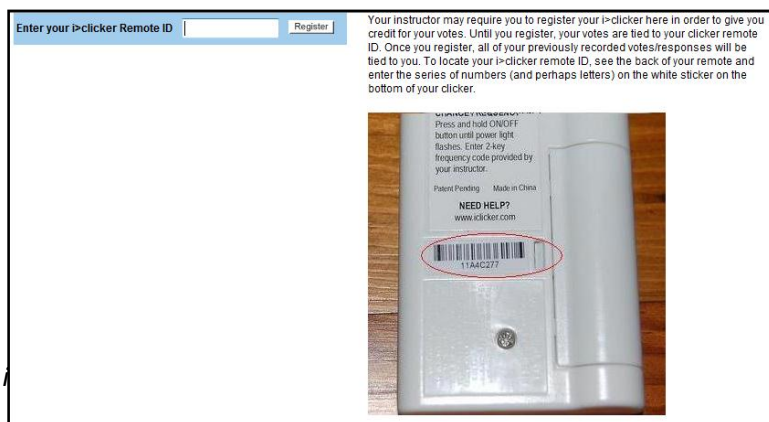 Enter your i>clicker Remote ID
Register
Your instructor may require you to register your i>clicker here in order to give you
credit for your votes. Until you register, your votes are tied to your clicker remote
ID. Once you register, all of your previously recorded votes/responses will be
tied to you. To locate your i>clicker remote ID, see the back of your remote and
enter the series of numbers (and perhaps letters) on the white sticker on the
bottom of your clicker.
Press and hold ON/OFF
button until power light
flashes. Enter 2-key
frequency code provided by
your instructor.
Patent Pending Made in China
NEED HELP?
www.iclicker.com
11A4C277
i